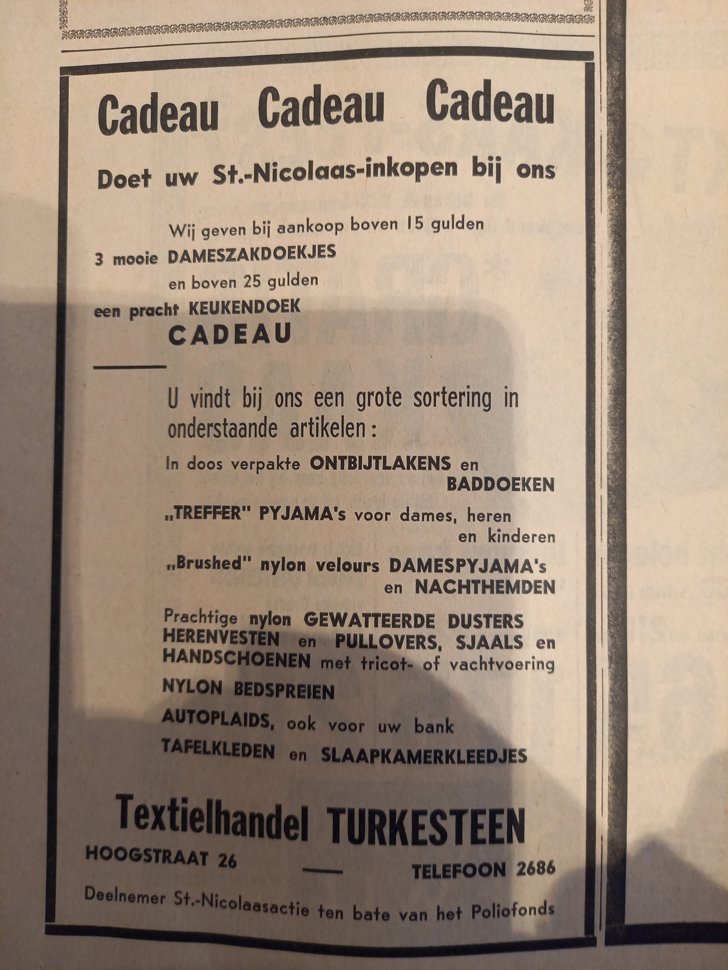 Cadeau Cadeau Cadeau
Doet uw St.-Nicolaas-inkopen bij ons
Wij geven bij aankoop boven 15 gulden
3 mooie DAMESZAKDOEKJES
en boven 25 gulden
een pracht KEUKENDOEK
CADEAU
U vindt bij ons een grote sortering in
onderstaande artikelen :
In doos verpakte ONTBIJTLAKENS en
BADDOEKEN
„TREFFER" PYJAMA's voor dames, heren
en kinderen
„Brushed" nylon velours DAMESPYJAMA's
en NACHTHEMDEN
Prachtige nylon GEWATTEERDE DUSTERS
HERENVESTEN en PULLOVERS, SJAALS en
HANDSCHOENEN met tricot- of vachtvoering
NYLON BEDSPREIEN
AUTOPLAIDS, ook voor uw bank
TAFELKLEDEN en SLAAPKAMERKLEEDJES
Textielhandel TURKESTEEN
HOOGSTRAAT 26 — TELEFOON 2686
Deelnemer St.-Nicolaasactie ten bate van het Poliofonds